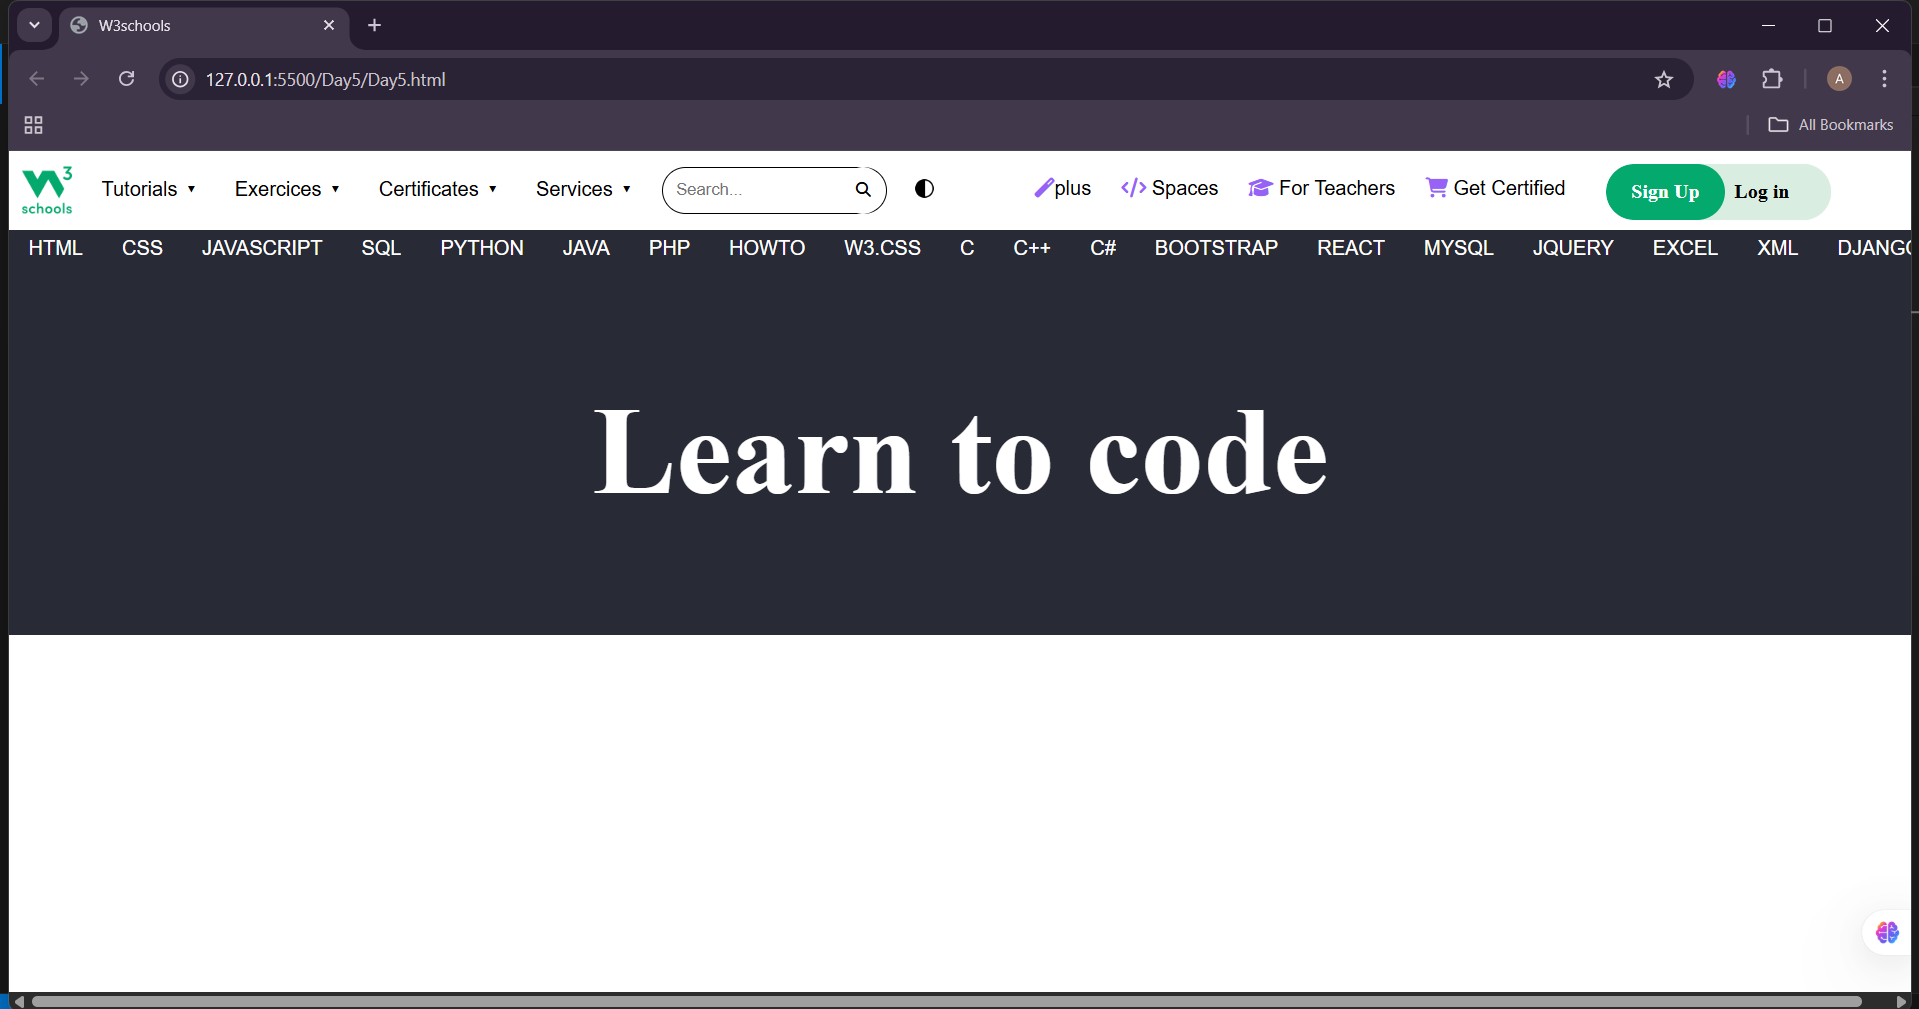 W3schools
127.0.0.1:5500/Day5/Day5.html
A
All Bookmarks
W3 schools Tutorials ▼ Exercices ▼ Certificates ▼ Services ▼ Search... plus </> Spaces For Teachers Get Certified Sign Up Log in
HTML CSS JAVASCRIPT SQL PYTHON JAVA PHP HOWTO W3.CSS C C++ C# BOOTSTRAP REACT MYSQL JQUERY EXCEL XML DJANGO
Learn to code